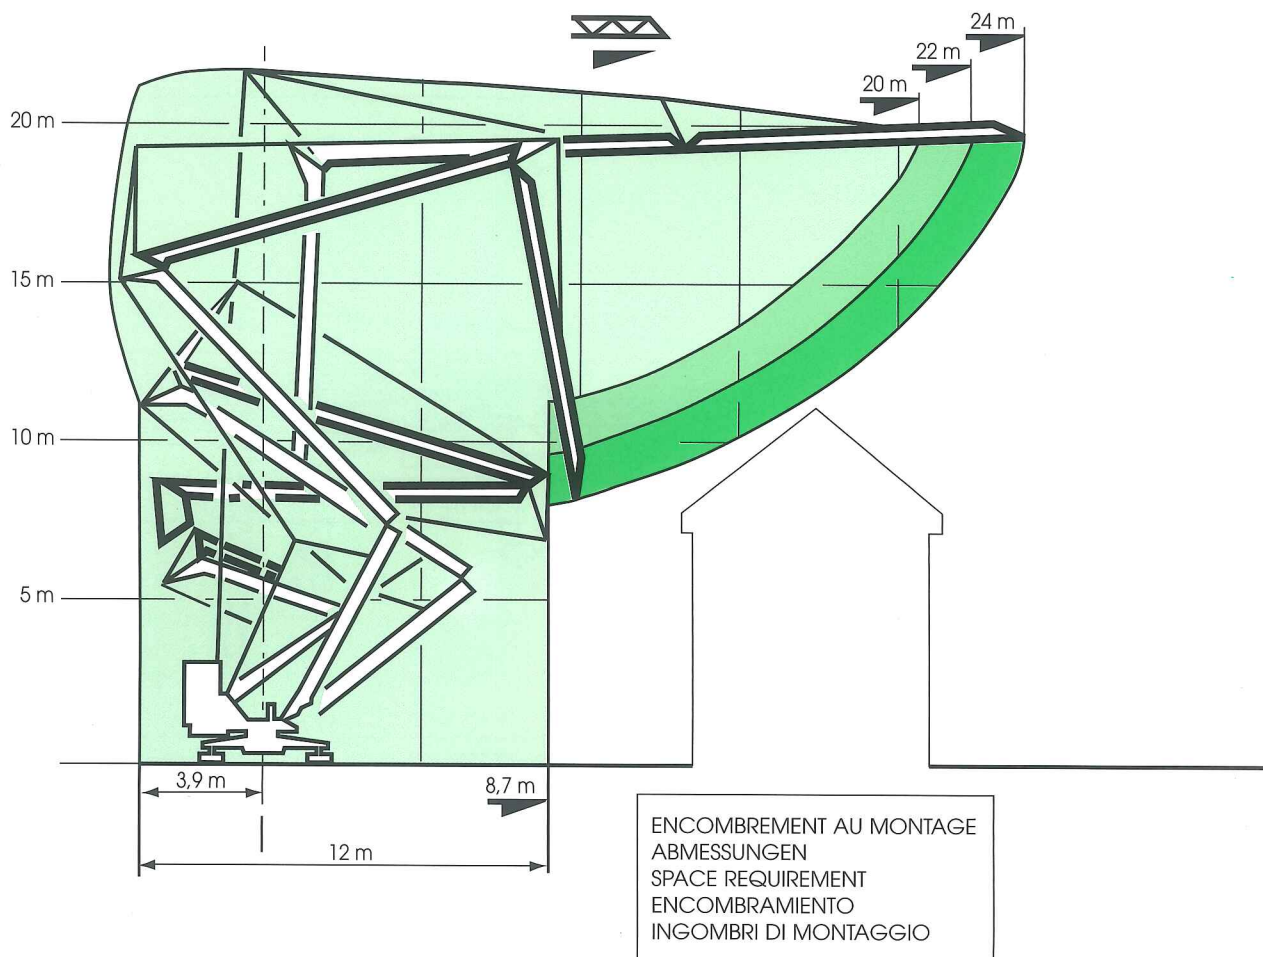 24 m
22 m
20 m
20 m
15 m
10 m
5 m
3,9 m
8,7 m
12 m
ENCOMBREMENT AU MONTAGE
ABMESSUNGEN
SPACE REQUIREMENT
ENCOMBRAMIENTO
INGOMBRI DI MONTAGGIO